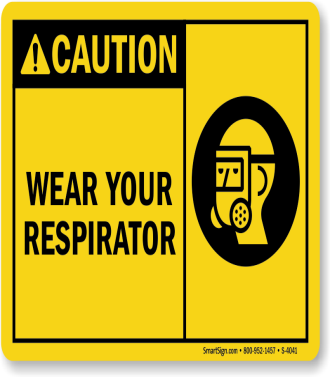 CAUTION
WEAR YOUR
RESPIRATOR
SmartSign.com • 800-952-1457 • S-4041